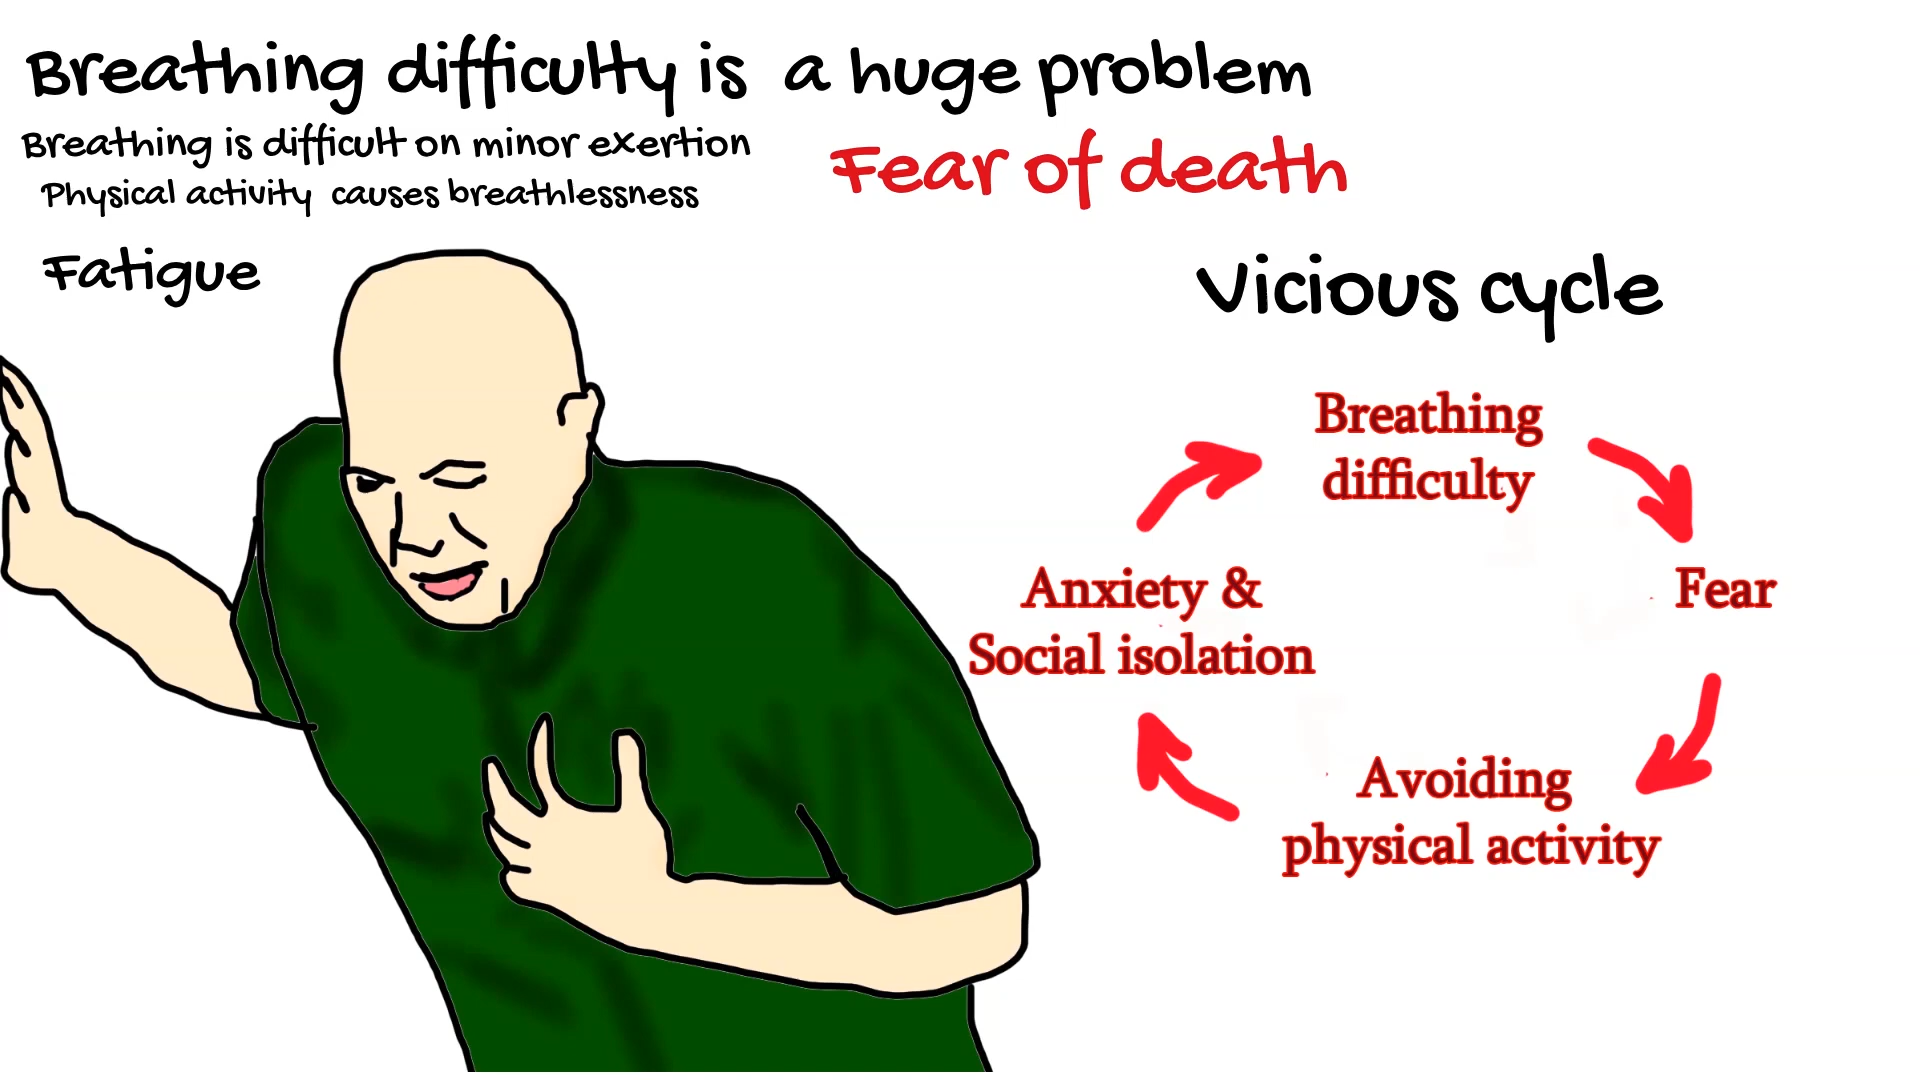 Breathing difficulty is a huge problem
Breathing is difficult on minor exertion
Physical activity causes breathlessness
Fear of death
Fatigue
Vicious cycle
Breathing
difficulty
Fear
Avoiding
physical activity
Anxiety &
Social isolation